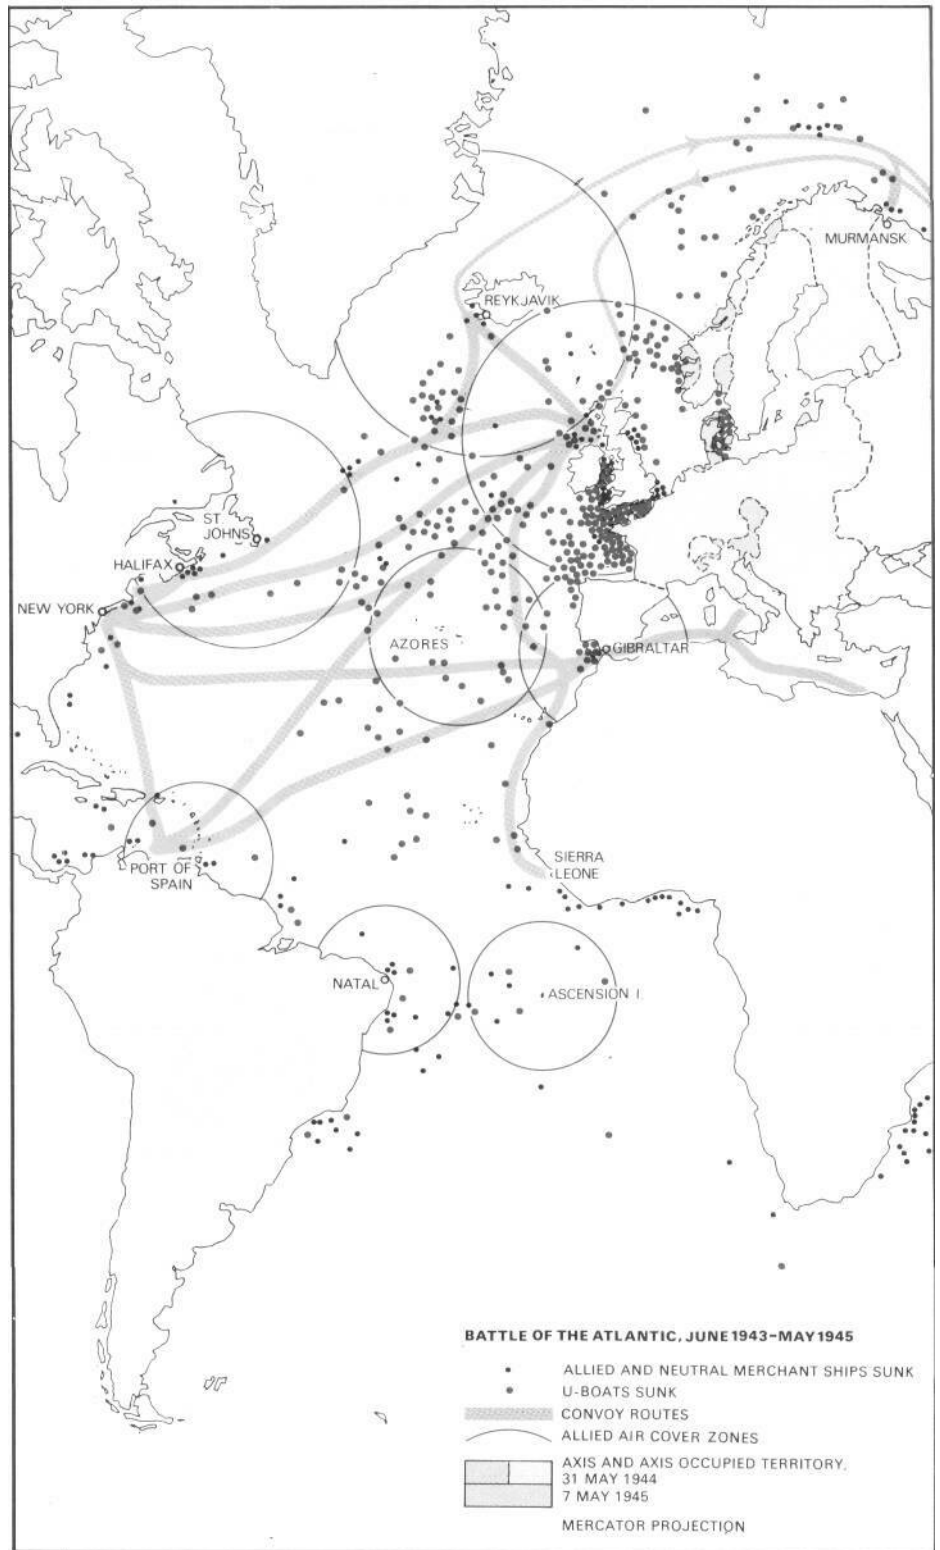 MURMANSK
REYKJAVIK
ST.
JOHNS
HALIFAX
NEW YORK
AZORES
GIBRALTAR
SIERRA
LEONE
PORT OF
SPAIN
NATAL
ASCENSION I.
BATTLE OF THE ATLANTIC, JUNE 1943–MAY 1945
ALLIED AND NEUTRAL MERCHANT SHIPS SUNK
U-BOATS SUNK
CONVOY ROUTES
ALLIED AIR COVER ZONES
AXIS AND AXIS OCCUPIED TERRITORY,
31 MAY 1944
7 MAY 1945
MERCATOR PROJECTION